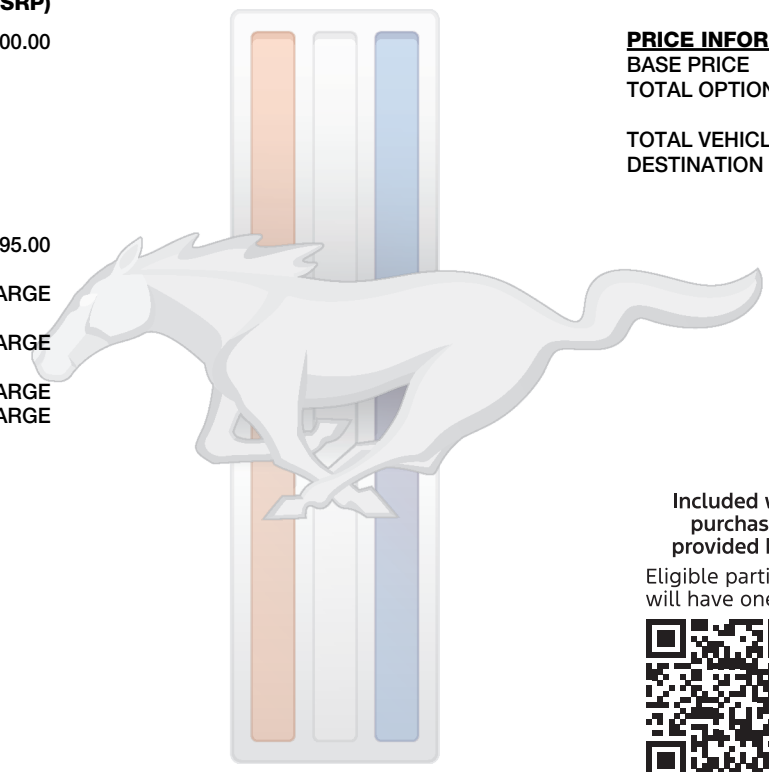 SRP)
00.00
95.00
ARGE
ARGE
ARGE
ARGE
PRICE INFOR
BASE PRICE
TOTAL OPTION
TOTAL VEHICL
DESTINATION
Included w
purchas
provided b
Eligible parti
will have one